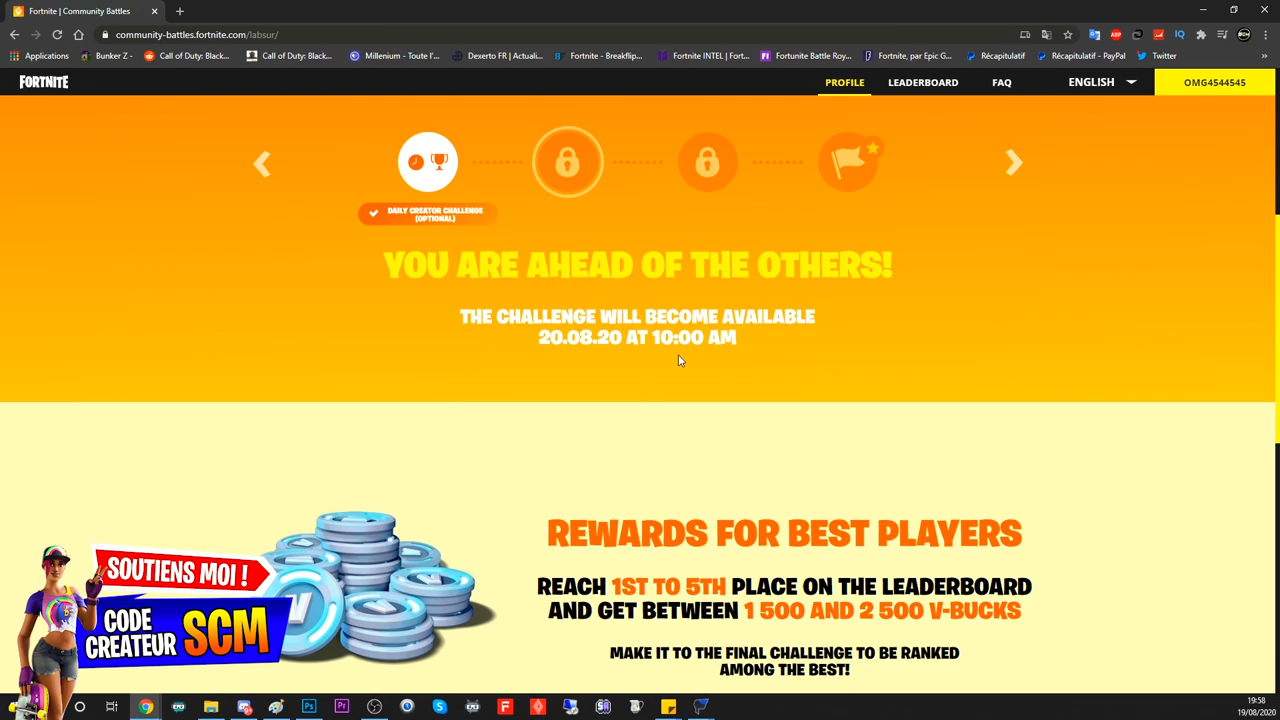 Fortnite | Community Battles
community-battles.fortnite.com/labsur/
Applications
Bunker Z -
Call of Duty: Black...
Call of Duty: Black...
Millenium - Toute l'...
Dexerto FR | Actuali...
Fortnite - Breakflip...
Fortnite INTEL | Fort...
Fortunite Battle Roy...
Fortnite, par Epic G...
Récapitulatif
Récapitulatif - PayPal
Twitter
FORTNITE
PROFILE
LEADERBOARD
FAQ
ENGLISH
OMG4544545
DAILY CREATOR CHALLENGE
(OPTIONAL)
YOU ARE AHEAD OF THE OTHERS!
THE CHALLENGE WILL BECOME AVAILABLE
20.08.20 AT 10:00 AM
REWARDS FOR BEST PLAYERS
REACH 1ST TO 5TH PLACE ON THE LEADERBOARD
AND GET BETWEEN 1 500 AND 2 500 V-BUCKS
MAKE IT TO THE FINAL CHALLENGE TO BE RANKED
AMONG THE BEST!
SOUTIENS MOI !
CODE
CREATEUR SCM
19:58
19/08/2020